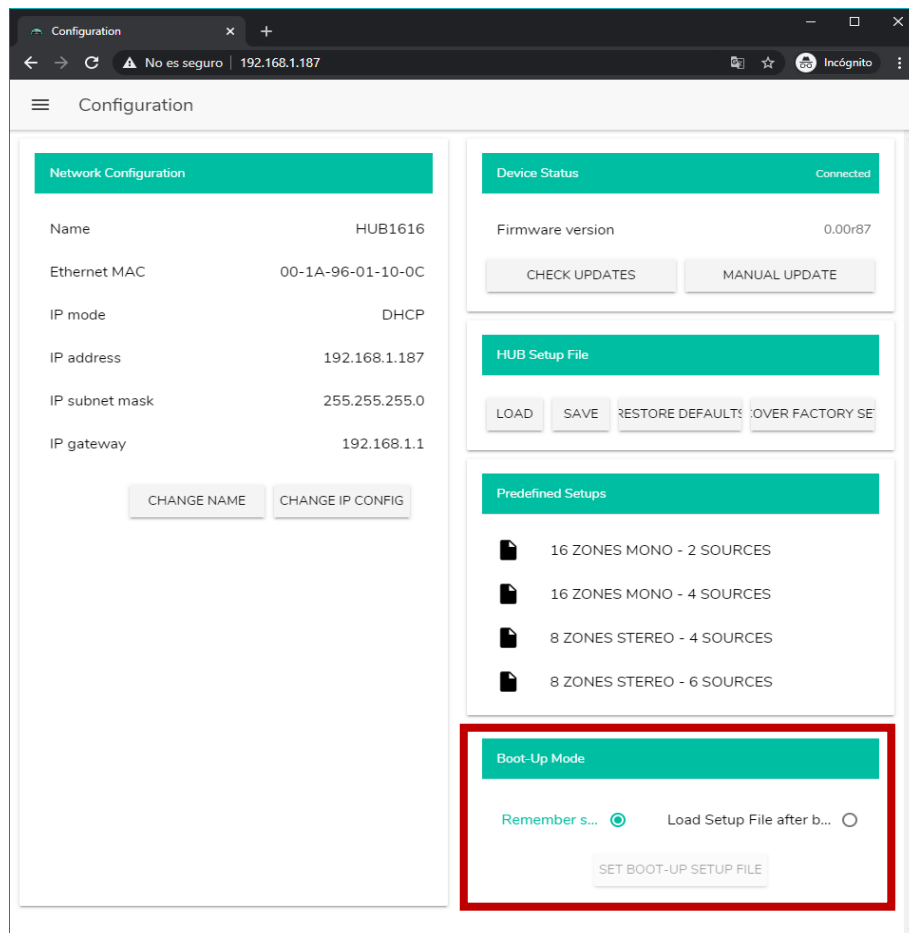 Configuration
No es seguro | 192.168.1.187
Incógnito
Configuration
Network Configuration
Name HUB1616
Ethernet MAC 00-1A-96-01-10-0C
IP mode DHCP
IP address 192.168.1.187
IP subnet mask 255.255.255.0
IP gateway 192.168.1.1
CHANGE NAME CHANGE IP CONFIG
Device Status Connected
Firmware version 0.00r87
CHECK UPDATES MANUAL UPDATE
HUB Setup File
LOAD SAVE RESTORE DEFAULTS OVER FACTORY SE
Predefined Setups
16 ZONES MONO - 2 SOURCES
16 ZONES MONO - 4 SOURCES
8 ZONES STEREO - 4 SOURCES
8 ZONES STEREO - 6 SOURCES
Boot-Up Mode
Remember s... Load Setup File after b...
SET BOOT-UP SETUP FILE